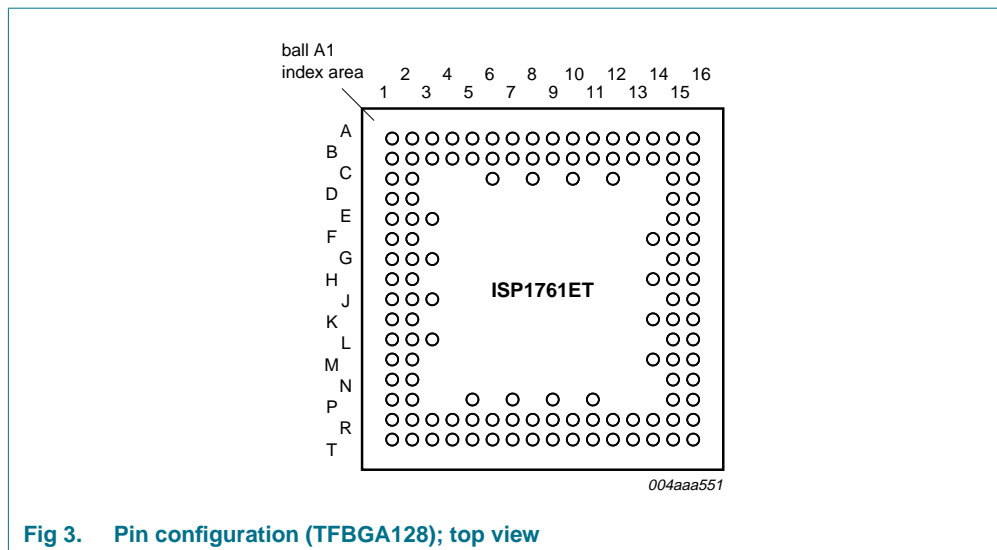 ball A1
index area
2 4 6 8 10 12 14 16
1 3 5 7 9 11 13 15
A
B
C
D
E
F
G
H
J
K
L
M
N
P
R
T
ISP1761ET
004aaa551
Fig 3. Pin configuration (TFBGA128); top view